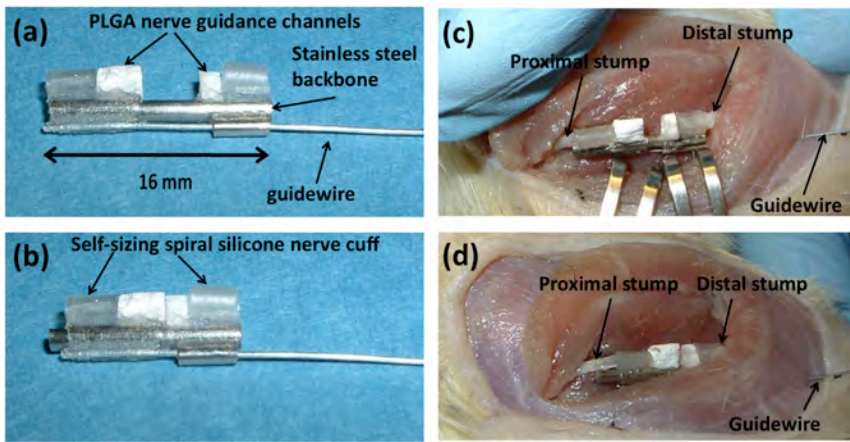 (a)
PLGA nerve guidance channels
Stainless steel
backbone
16 mm
guidewire
(b)
Self-sizing spiral silicone nerve cuff
(c)
Distal stump
Proximal stump
Guidewire
(d)
Proximal stump
Distal stump
Guidewire